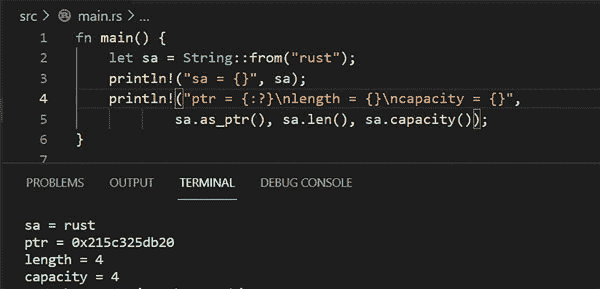 src > main.rs > ...
1 fn main() {
2 let sa = String::from("rust");
3 println!("sa = {}", sa);
4 println!("ptr = {:?}\nlength = {}\ncapacity = {}",
5 sa.as_ptr(), sa.len(), sa.capacity());
6 }
7
PROBLEMS OUTPUT TERMINAL DEBUG CONSOLE
sa = rust
ptr = 0x215c325db20
length = 4
capacity = 4